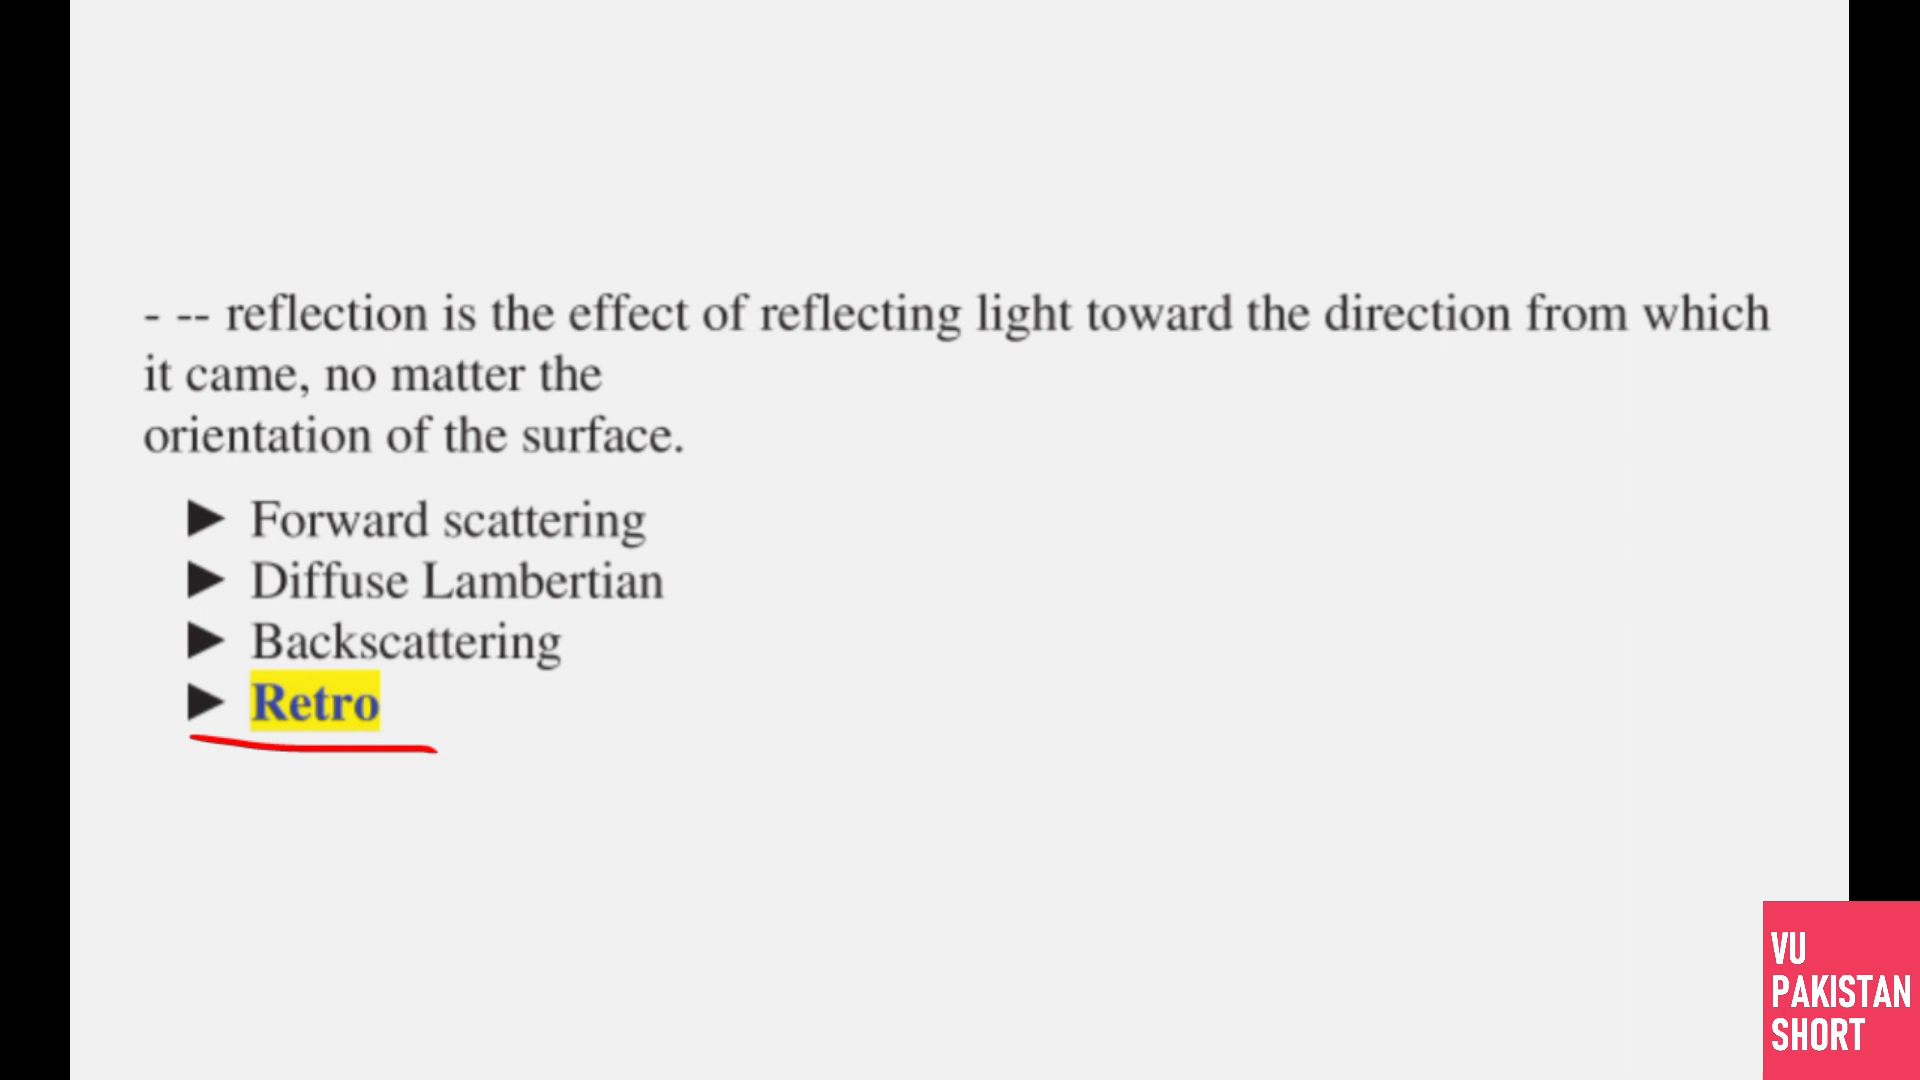 - -- reflection is the effect of reflecting light toward the direction from which
it came, no matter the
orientation of the surface.
► Forward scattering
► Diffuse Lambertian
► Backscattering
► Retro
VU
PAKISTAN
SHORT